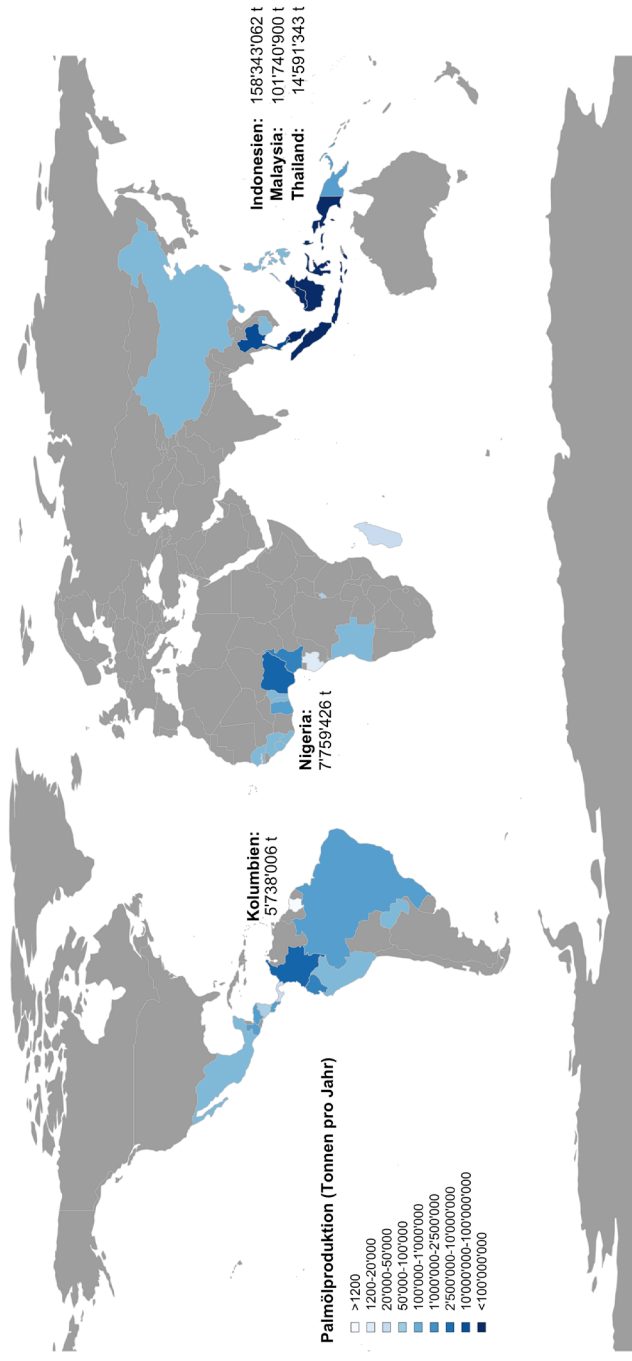 Indonesien: 158'343'062 t
Malaysia: 101'740'900 t
Thailand: 14'591'343 t
Kolumbien:
5'738'006 t
Nigeria:
7'759'426 t
Palmölproduktion (Tonnen pro Jahr)
>1200
1200-20'000
20'000-50'000
50'000-100'000
100'000-1'000'000
1'000'000-2'500'000
2'500'000-10'000'000
10'000'000-100'000'000
<100'000'000